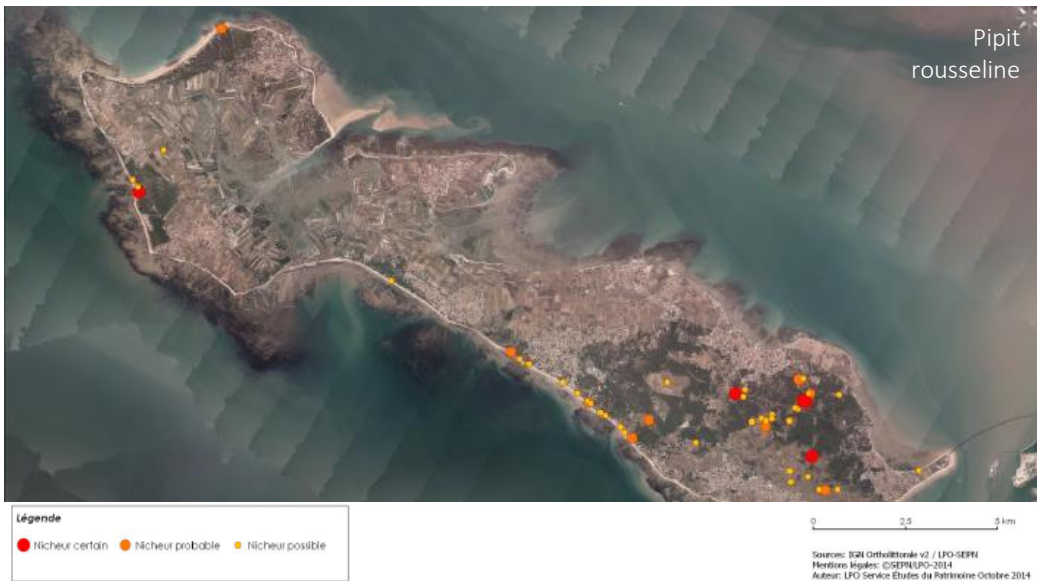 Pipit
rousseline
Légende
Nicheur certain Nicheur probable Nicheur possible
0 2,5 5 km
Sources: IGN Ortholittorale v2 / LPO-SEPN
Mentions légales: ©SEPN/LPO-2014
Auteur: LPO Service Études du Patrimoine-Octobre 2014